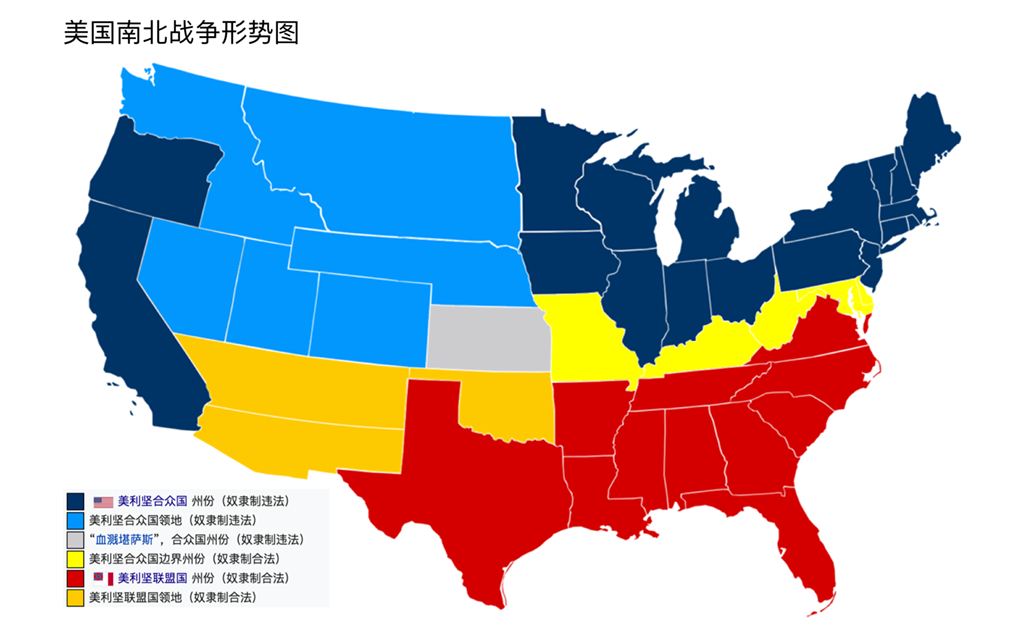 美国南北战争形势图
美利坚合众国 州份（奴隶制违法）
美利坚合众国领地（奴隶制违法）
“血溅堪萨斯”，合众国州份（奴隶制违法）
美利坚合众国边界州份（奴隶制合法）
美利坚联盟国 州份（奴隶制合法）
美利坚联盟国领地（奴隶制合法）